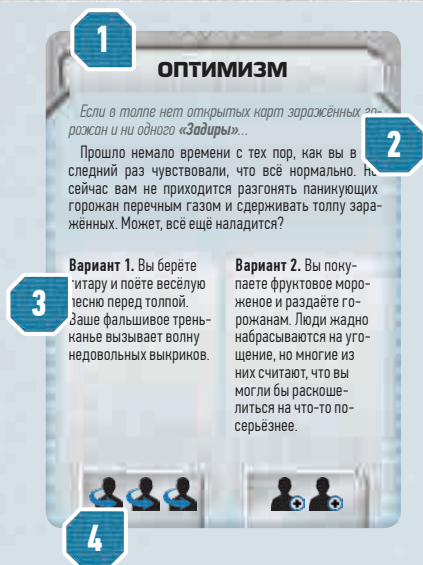 1
ОПТИМИЗМ
Если в толпе нет открытых карт заражённых го-
рожан и ни одного «Задиры»...
2
Прошло немало времени с тех пор, как вы в
следний раз чувствовали, что всё нормально.
сейчас вам не приходится разгонять паникующих
горожан перечным газом и сдерживать толпу зара-
жённых. Может, всё ещё наладится?
3
Вариант 1. Вы берёте
гитару и поёте весёлую
песню перед толпой.
Ваше фальшивое трень-
канье вызывает волну
недовольных выкриков.
Вариант 2. Вы поку-
паете фруктовое моро-
женое и раздаёте го-
рожанам. Люди жадно
набрасываются на уго-
щение, но многие из
них считают, что вы
могли бы раскоше-
литься на что-то по-
серьёзнее.
4